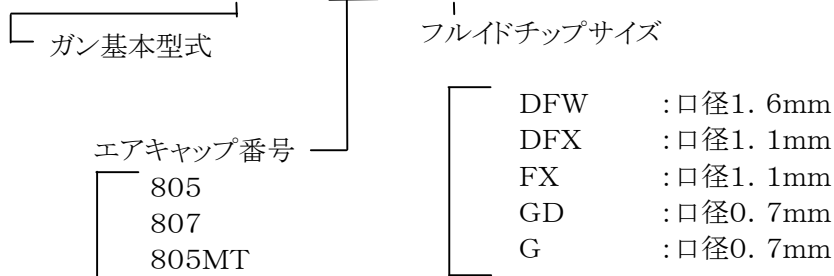 フルイドチップサイズ
ガン基本型式
DFW :口径1. 6mm
DFX :口径1. 1mm
FX :口径1. 1mm
GD :口径0. 7mm
G :口径0. 7mm
エアキャップ番号
805
807
805MT